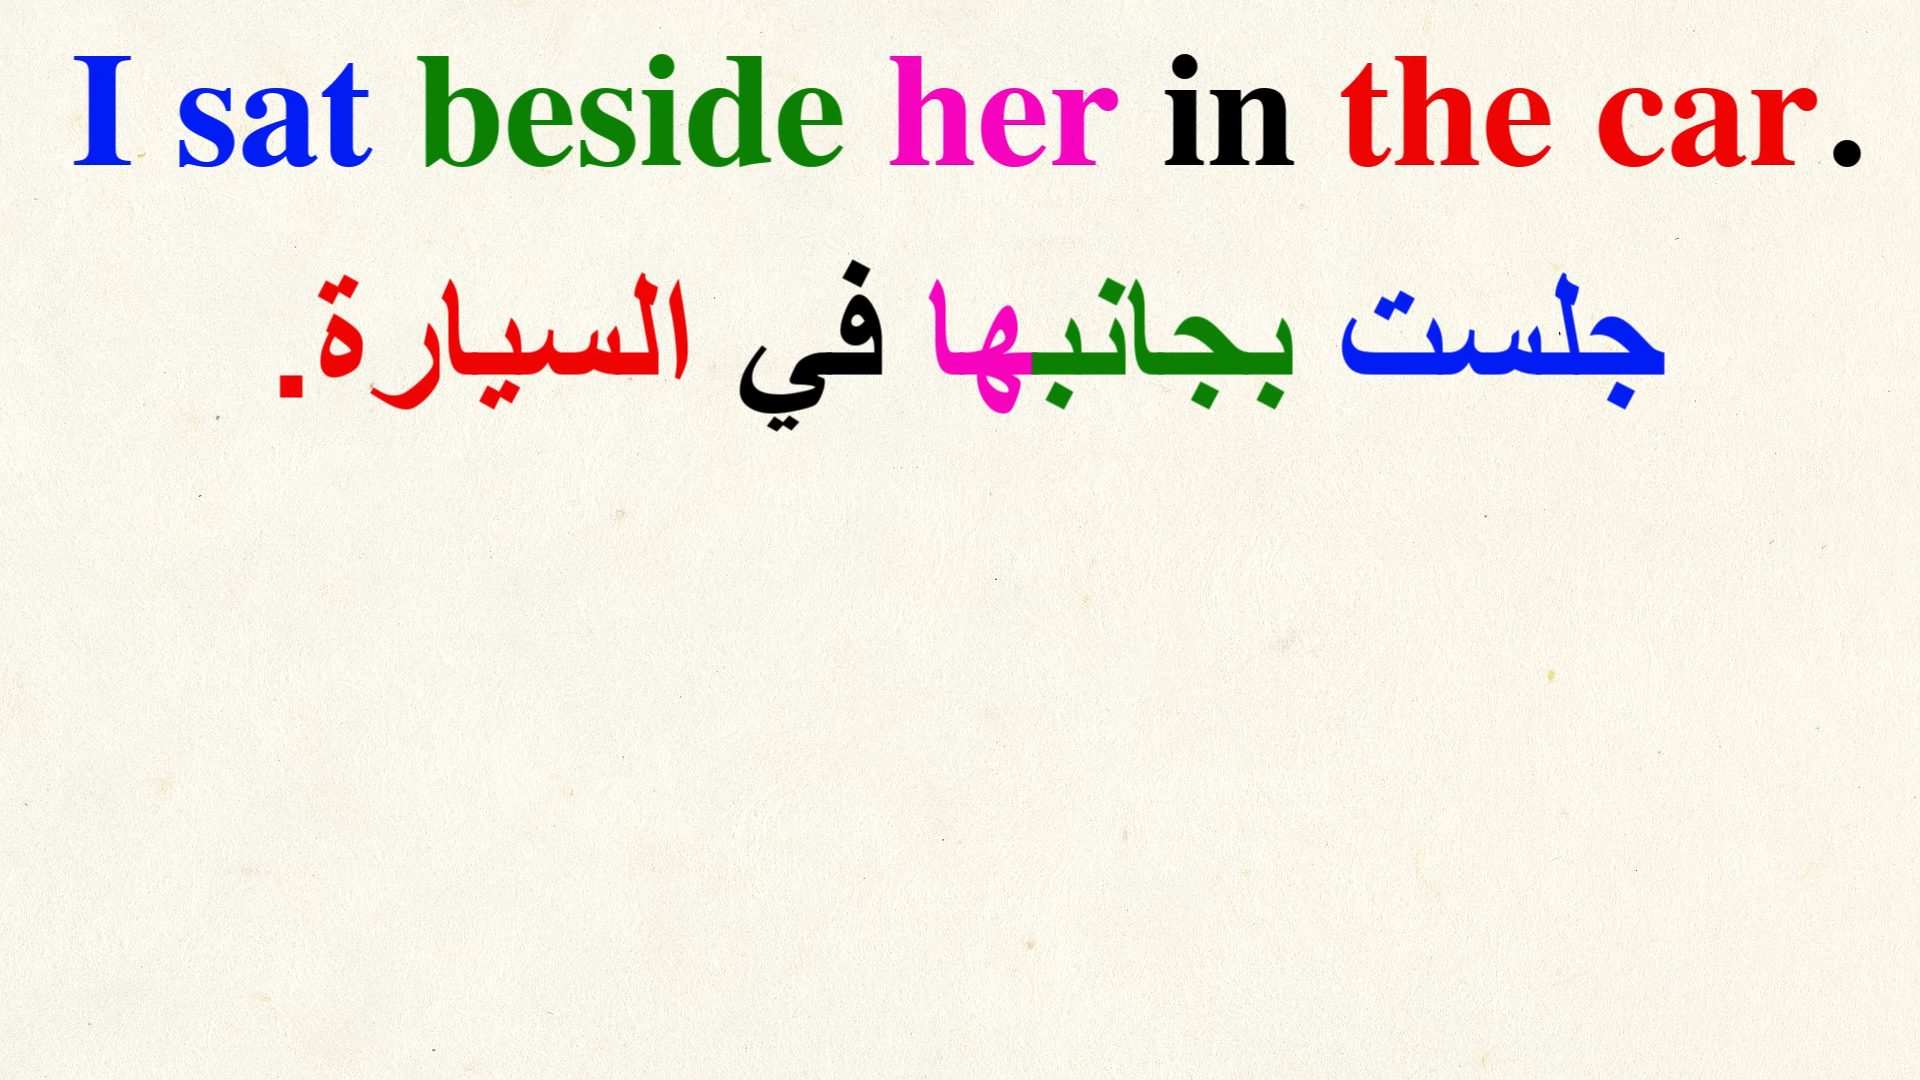 I sat beside her in the car.
جلست بجانبها في السيارة.